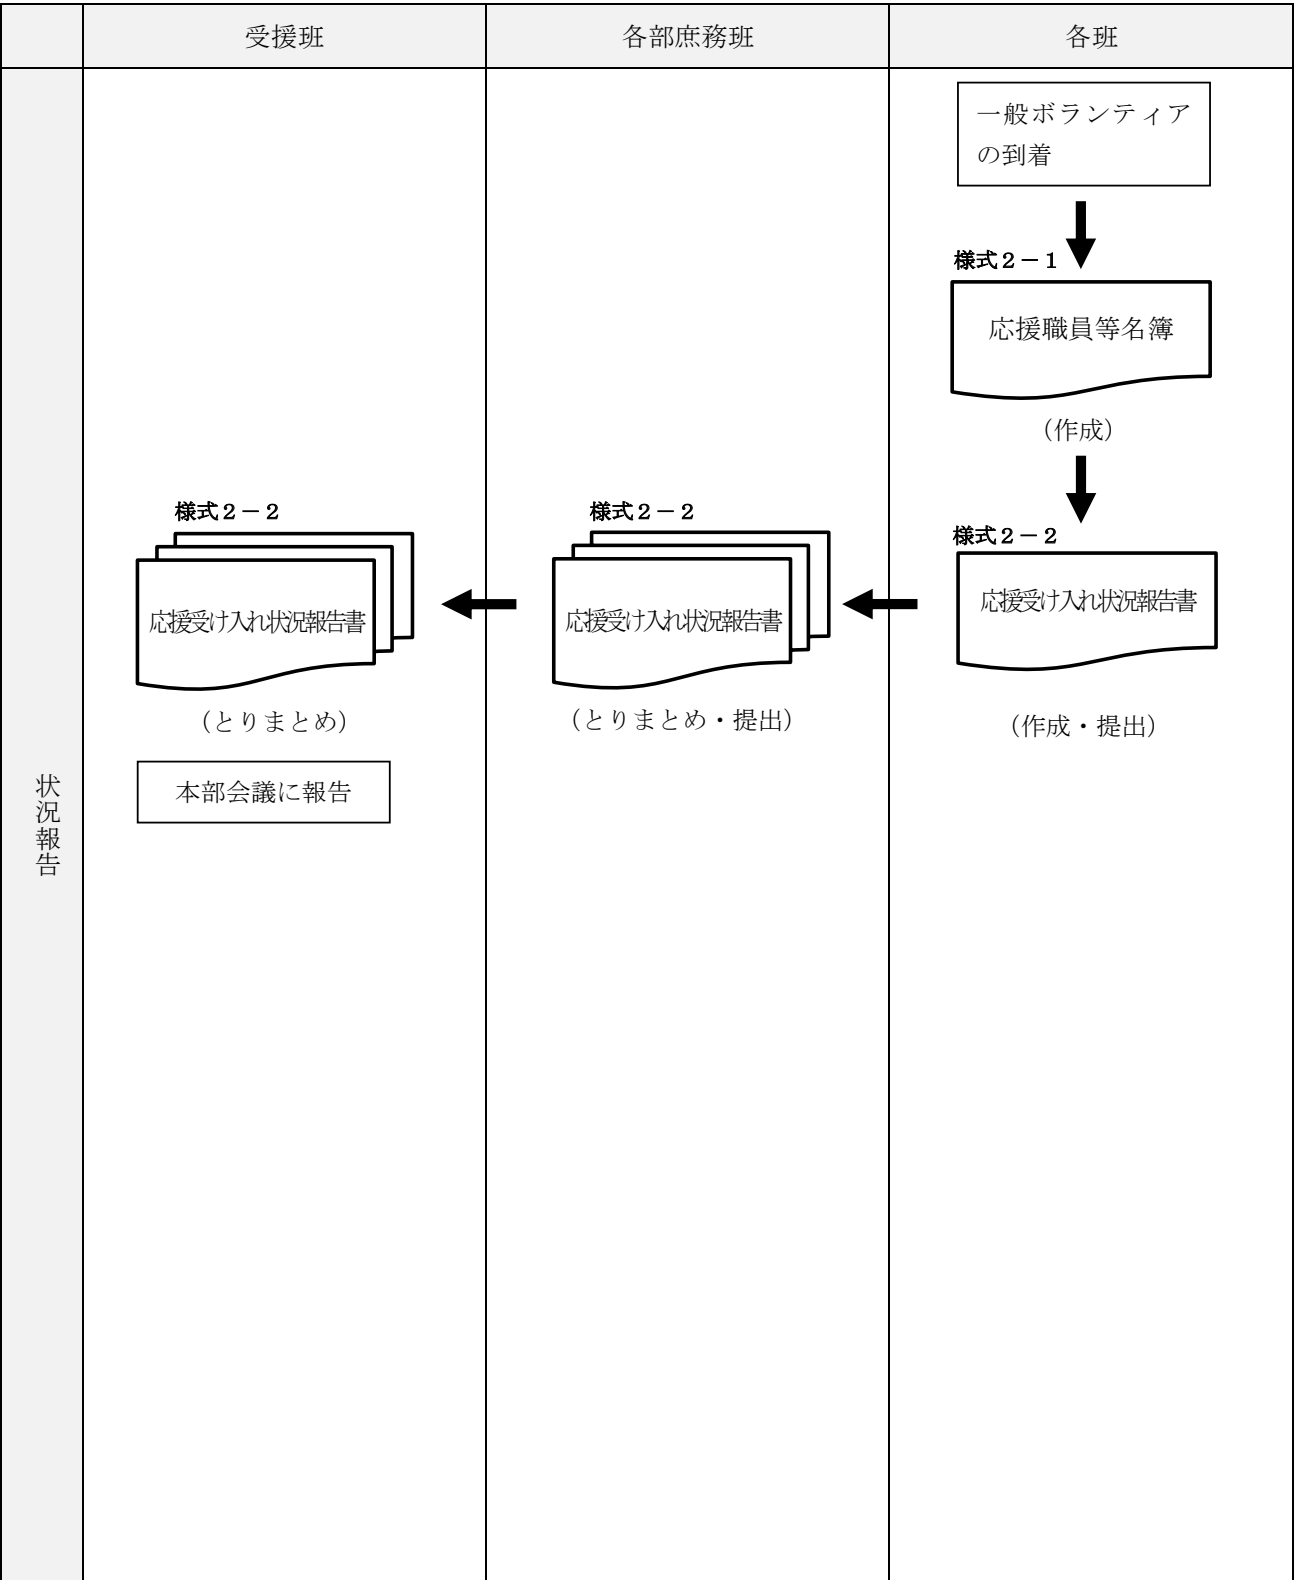 受援班
各部庶務班
各班
状況報告
一般ボランティア
の到着
様式２－１
応援職員等名簿
（作成）
様式２－２
応援受け入れ状況報告書
（作成・提出）
様式２－２
応援受け入れ状況報告書
（とりまとめ・提出）
様式２－２
応援受け入れ状況報告書
（とりまとめ）
本部会議に報告